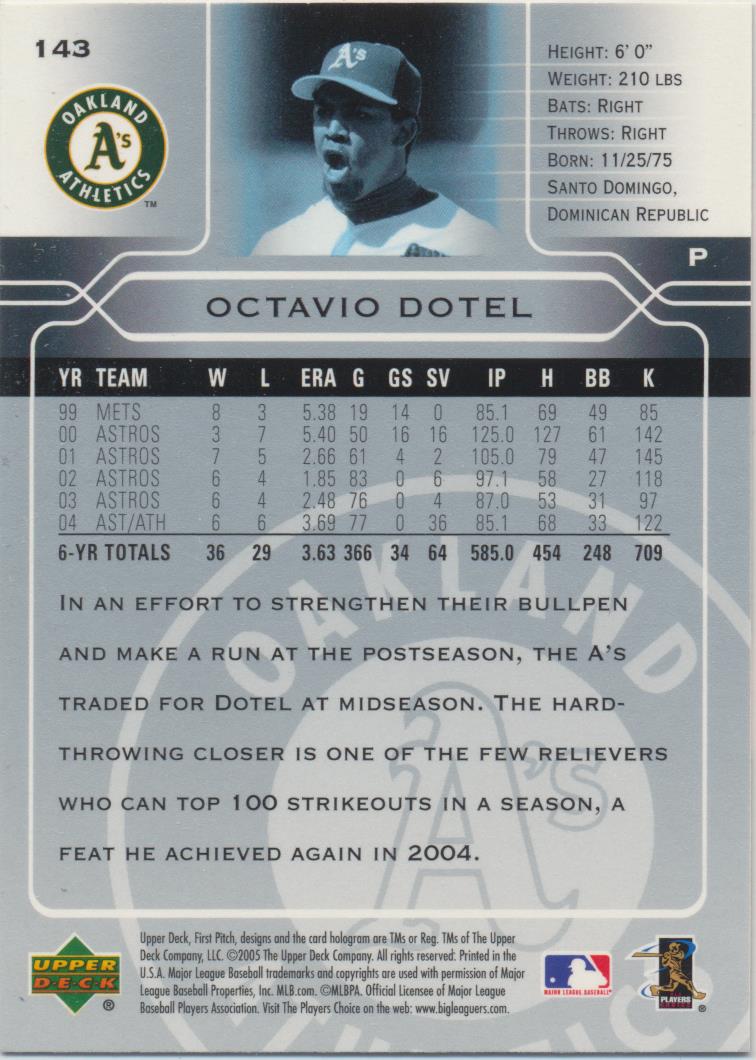 143
OAKLAND
A's
ATHLETICS
TM
A's
HEIGHT: 6' 0"
WEIGHT: 210 LBS
BATS: RIGHT
THROWS: RIGHT
BORN: 11/25/75
SANTO DOMINGO,
DOMINICAN REPUBLIC
P
OCTAVIO DOTEL
YR TEAM W L ERA G GS SV IP H BB K
99 METS 8 3 5.38 19 14 0 85.1 69 49 85
00 ASTROS 3 7 5.40 50 16 16 125.0 127 61 142
01 ASTROS 7 5 2.66 61 4 2 105.0 79 47 145
02 ASTROS 6 4 1.85 83 0 6 97.1 58 27 118
03 ASTROS 6 4 2.48 76 0 4 87.0 53 31 97
04 AST/ATH 6 6 3.69 77 0 36 85.1 68 33 122
6-YR TOTALS 36 29 3.63 366 34 64 585.0 454 248 709
IN AN EFFORT TO STRENGTHEN THEIR BULLPEN
AND MAKE A RUN AT THE POSTSEASON, THE A'S
TRADED FOR DOTEL AT MIDSEASON. THE HARD-
THROWING CLOSER IS ONE OF THE FEW RELIEVERS
WHO CAN TOP 100 STRIKEOUTS IN A SEASON, A
FEAT HE ACHIEVED AGAIN IN 2004.
OAKLAND
A's
UPPER
DECK
®
Upper Deck, First Pitch, designs and the card hologram are TMs or Reg. TMs of The Upper
Deck Company, LLC. ©2005 The Upper Deck Company. All rights reserved. Printed in the
U.S.A. Major League Baseball trademarks and copyrights are used with permission of Major
League Baseball Properties, Inc. MLB.com. ©MLBPA. Official Licensee of Major League
Baseball Players Association. Visit The Players Choice on the web: www.bigleaguers.com.
MAJOR LEAGUE BASEBALL
PLAYERS
CHOICE
®